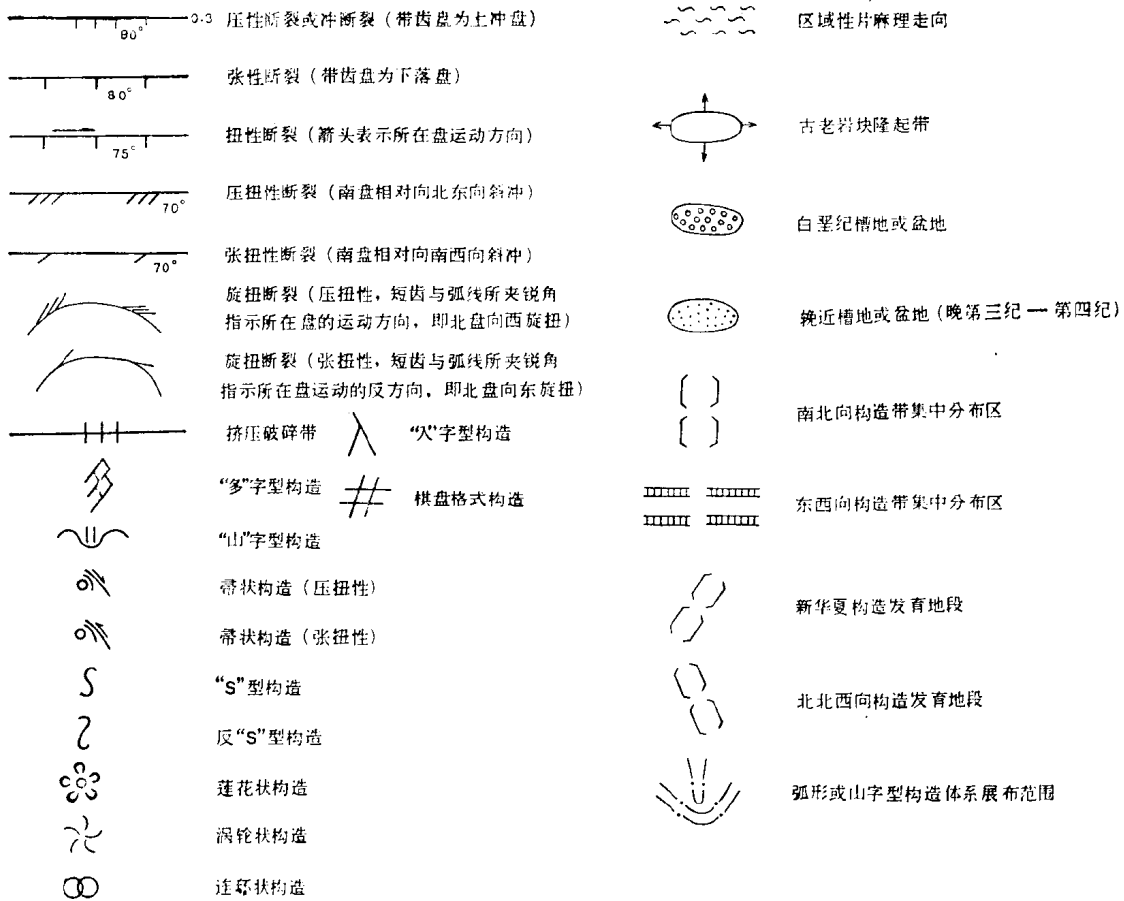 0.3 压性断裂或冲断裂（带齿盘为上冲盘）
80°
张性断裂（带齿盘为下落盘）
80°
扭性断裂（箭头表示所在盘运动方向）
75°
压扭性断裂（南盘相对向北东向斜冲）
70°
张扭性断裂（南盘相对向南西向斜冲）
70°
旋扭断裂（压扭性，短齿与弧线所夹锐角
指示所在盘的运动方向，即北盘向西旋扭）
旋扭断裂（张扭性，短齿与弧线所夹锐角
指示所在盘运动的反方向，即北盘向东旋扭）
挤压破碎带
“入”字型构造
“多”字型构造
棋盘格式构造
“山”字型构造
帚状构造（压扭性）
帚状构造（张扭性）
“S”型构造
反“S”型构造
莲花状构造
涡轮状构造
连环状构造
区域性片麻理走向
古老岩块隆起带
白垩纪槽地或盆地
晚近槽地或盆地（晚第三纪一第四纪）
南北向构造带集中分布区
东西向构造带集中分布区
新华夏构造发育地段
北北西向构造发育地段
弧形或山字型构造体系展布范围